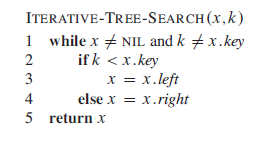 ITERATIVE-TREE-SEARCH(x, k)
1 while x ≠ NIL and k ≠ x.key
2 if k < x.key
3 x = x.left
4 else x = x.right
5 return x